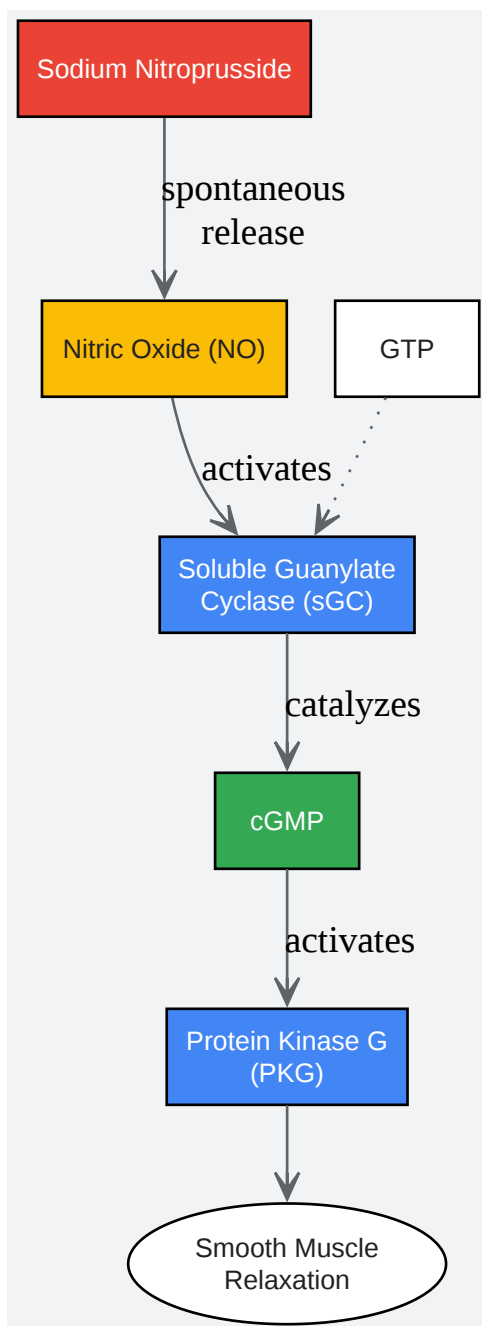 Sodium Nitroprusside
spontaneous
release
Nitric Oxide (NO)
GTP
activates
Soluble Guanylate
Cyclase (sGC)
catalyzes
cGMP
activates
Protein Kinase G
(PKG)
Smooth Muscle
Relaxation